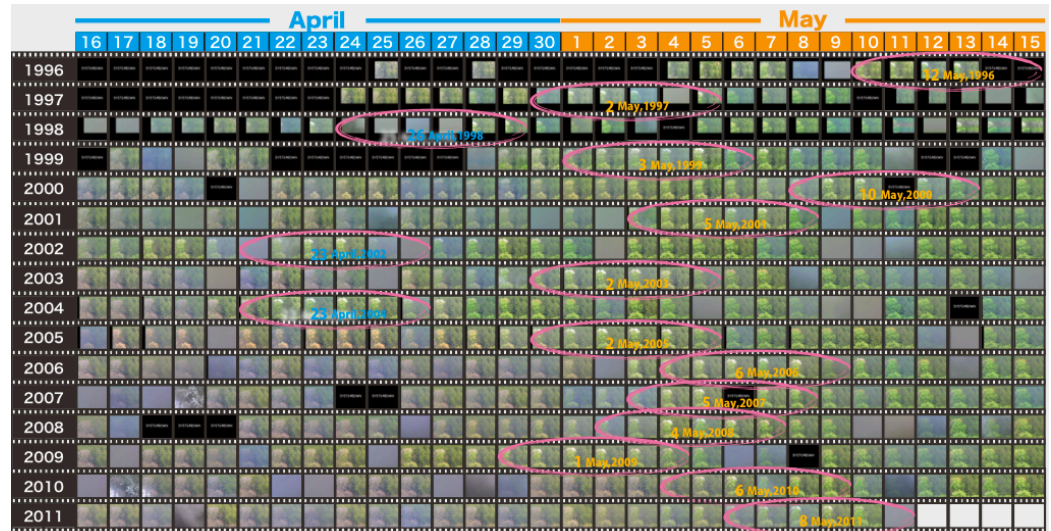 April May
16 17 18 19 20 21 22 23 24 25 26 27 28 29 30 1 2 3 4 5 6 7 8 9 10 11 12 13 14 15
1996 12 May,1996
1997 2 May,1997
1998 26 April,1998
1999 3 May,1999
2000 10 May,2000
2001 5 May,2001
2002 23 April,2002
2003 2 May,2003
2004 23 April,2004
2005 2 May,2005
2006 6 May,2006
2007 5 May,2007
2008 4 May,2008
2009 1 May,2009
2010 6 May,2010
2011 8 May,2011